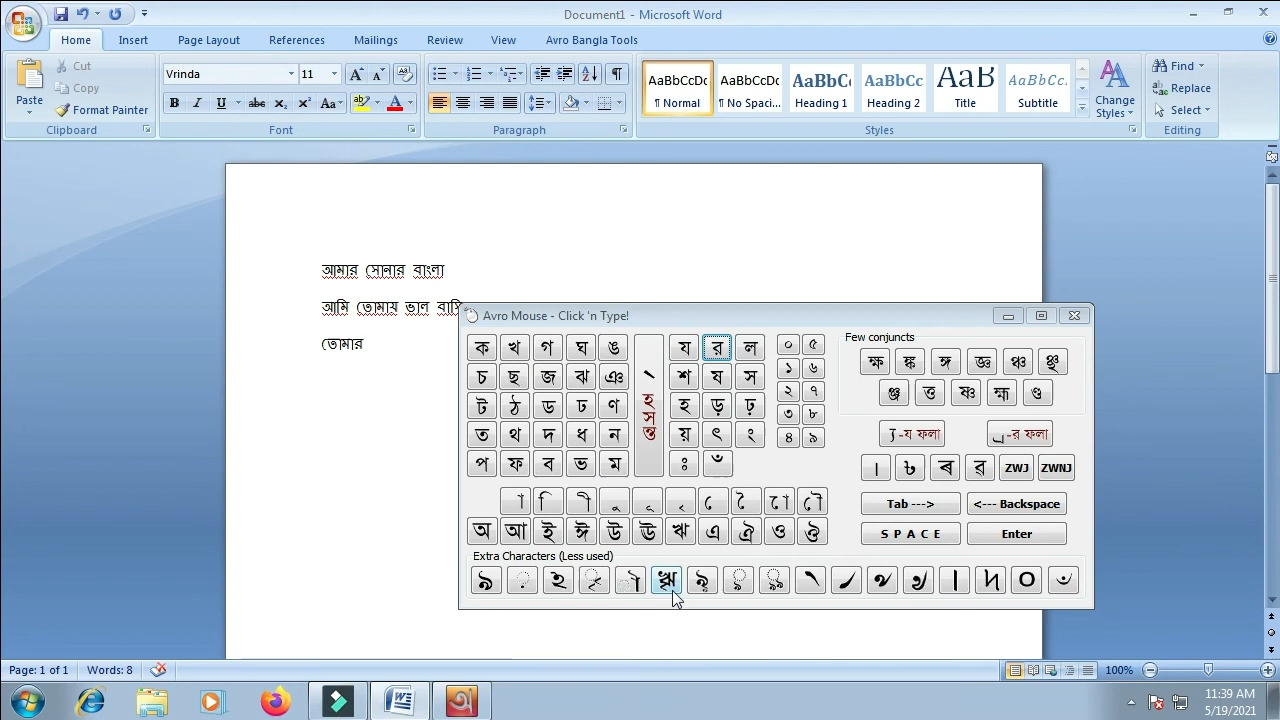 Document1 - Microsoft Word
Home Insert Page Layout References Mailings Review View Avro Bangla Tools
Paste
Cut
Copy
Format Painter
Clipboard
Vrinda 11
Font
Paragraph
AaBbCcDc AaBbCcDc AaBbC AaBbCc AaB AaBbCc.
¶ Normal ¶ No Spaci... Heading 1 Heading 2 Title Subtitle
Change Styles
Styles
Find
Replace
Select
Editing
আমার সোনার বাংলা
আমি তোমায় ভাল
তোমার
Avro Mouse - Click 'n Type!
ক খ গ ঘ ঙ য র ল ০ ৫
চ ছ জ ঝ ঞ শ ষ স ১ ৬
ট ঠ ড ঢ ণ হ ড় ঢ় ২ ৭
ত থ দ ধ ন য় ৎ ং ৩ ৮
প ফ ব ভ ম ঃ ঁ ৪ ৯
হসন্ত
া ি ী ু ূ ৃ ে ৈ ো ৌ
অ আ ই ঈ উ ঊ ঋ এ ঐ ও ঔ
Few conjuncts
ক্ষ ঙ্ক ঙ্গ জ্ঞ ঞ্চ ঞ্ছ
ঞ্জ ত্ত ষ্ণ হ্ম ণ্ড
্য-য ফলা ্র-র ফলা
। ৳ ৰ ৱ ZWJ ZWNJ
Tab ---> <--- Backspace
S P A C E Enter
Extra Characters (Less used)
Page: 1 of 1 Words: 8 100%
11:39 AM
5/19/2021